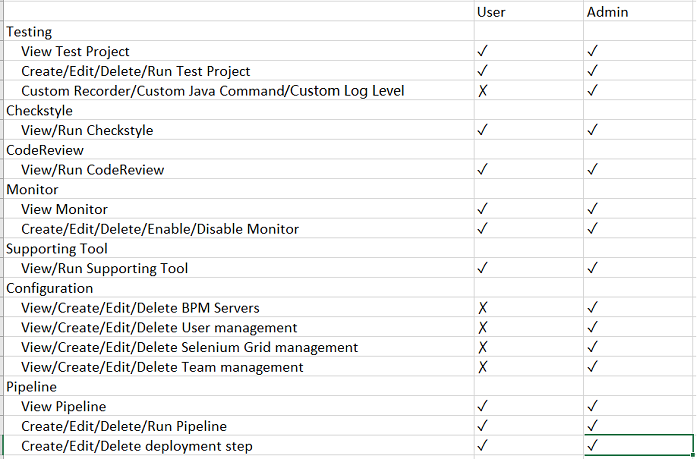 User Admin
Testing
View Test Project ✓ ✓
Create/Edit/Delete/Run Test Project ✓ ✓
Custom Recorder/Custom Java Command/Custom Log Level ✗ ✓
Checkstyle
View/Run Checkstyle ✓ ✓
CodeReview
View/Run CodeReview ✓ ✓
Monitor
View Monitor ✓ ✓
Create/Edit/Delete/Enable/Disable Monitor ✓ ✓
Supporting Tool
View/Run Supporting Tool ✓ ✓
Configuration
View/Create/Edit/Delete BPM Servers ✗ ✓
View/Create/Edit/Delete User management ✗ ✓
View/Create/Edit/Delete Selenium Grid management ✗ ✓
View/Create/Edit/Delete Team management ✗ ✓
Pipeline
View Pipeline ✓ ✓
Create/Edit/Delete/Run Pipeline ✓ ✓
Create/Edit/Delete deployment step ✓ ✓